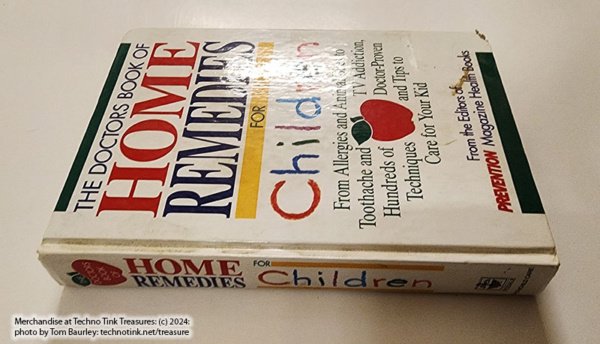 THE DOCTORS BOOK OF
HOME
REMEDIES
FOR
Children
From Allergies and Animal Bites to
Toothache and TV Addiction,
Hundreds of Doctor-Proven
Techniques and Tips to
Care for Your Kid
From the Editors of
PREVENTION Magazine Health Books
HOME
REMEDIES
FOR
Children
Merchandise at Techno Tink Treasures: (c) 2024:
photo by Tom Baurley: technotink.net/treasure